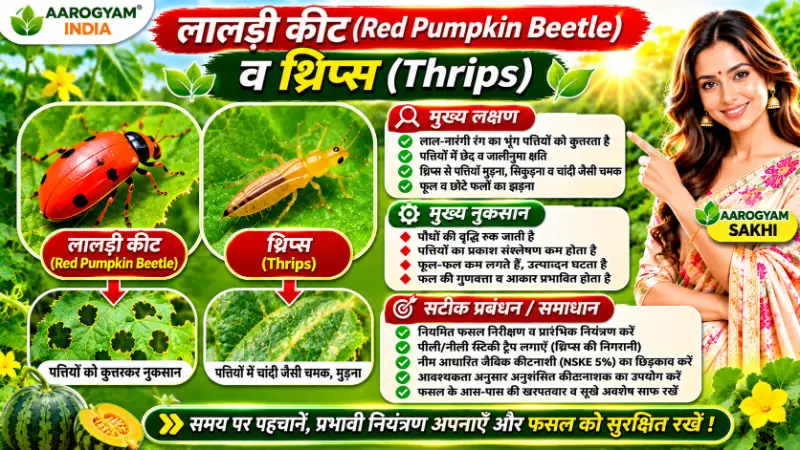 AAROGYAM®
INDIA
लालड़ी कीट (Red Pumpkin Beetle)
व थ्रिप्स (Thrips)
लालड़ी कीट
(Red Pumpkin Beetle)
थ्रिप्स
(Thrips)
पत्तियों को कुत्तरकर नुकसान
पत्तियों में चांदी जैसी चमक, मुड़ना
मुख्य लक्षण
लाल-नारंगी रंग का भृंग पत्तियों को कुत्तरता है
पत्तियों में छेद व जालीनुमा क्षति
थ्रिप्स से पत्तियाँ मुड़ना, सिकुड़ना व चांदी जैसी चमक
फूल व छोटे फलों का झड़ना
मुख्य नुकसान
पौधों की वृद्धि रुक जाती है
पत्तियों का प्रकाश संश्लेषण कम होता है
फूल-फल कम लगते हैं, उत्पादन घटता है
फल की गुणवत्ता व आकार प्रभावित होता है
सटीक प्रबंधन / समाधान
नियमित फसल निरीक्षण व प्रारंभिक नियंत्रण करें
पीली/नीली स्टिकी ट्रैप लगाएँ (थ्रिप्स की निगरानी)
नीम आधारित जैविक कीटनाशी (NSKE 5%) का छिड़काव करें
आवश्यकता अनुसार अनुशंसित कीटनाशक का उपयोग करें
फसल के आस-पास की खरपतवार व सूखे अवशेष साफ रखें
AAROGYAM
SAKHI
समय पर पहचानें, प्रभावी नियंत्रण अपनाएँ और फसल को सुरक्षित रखें !